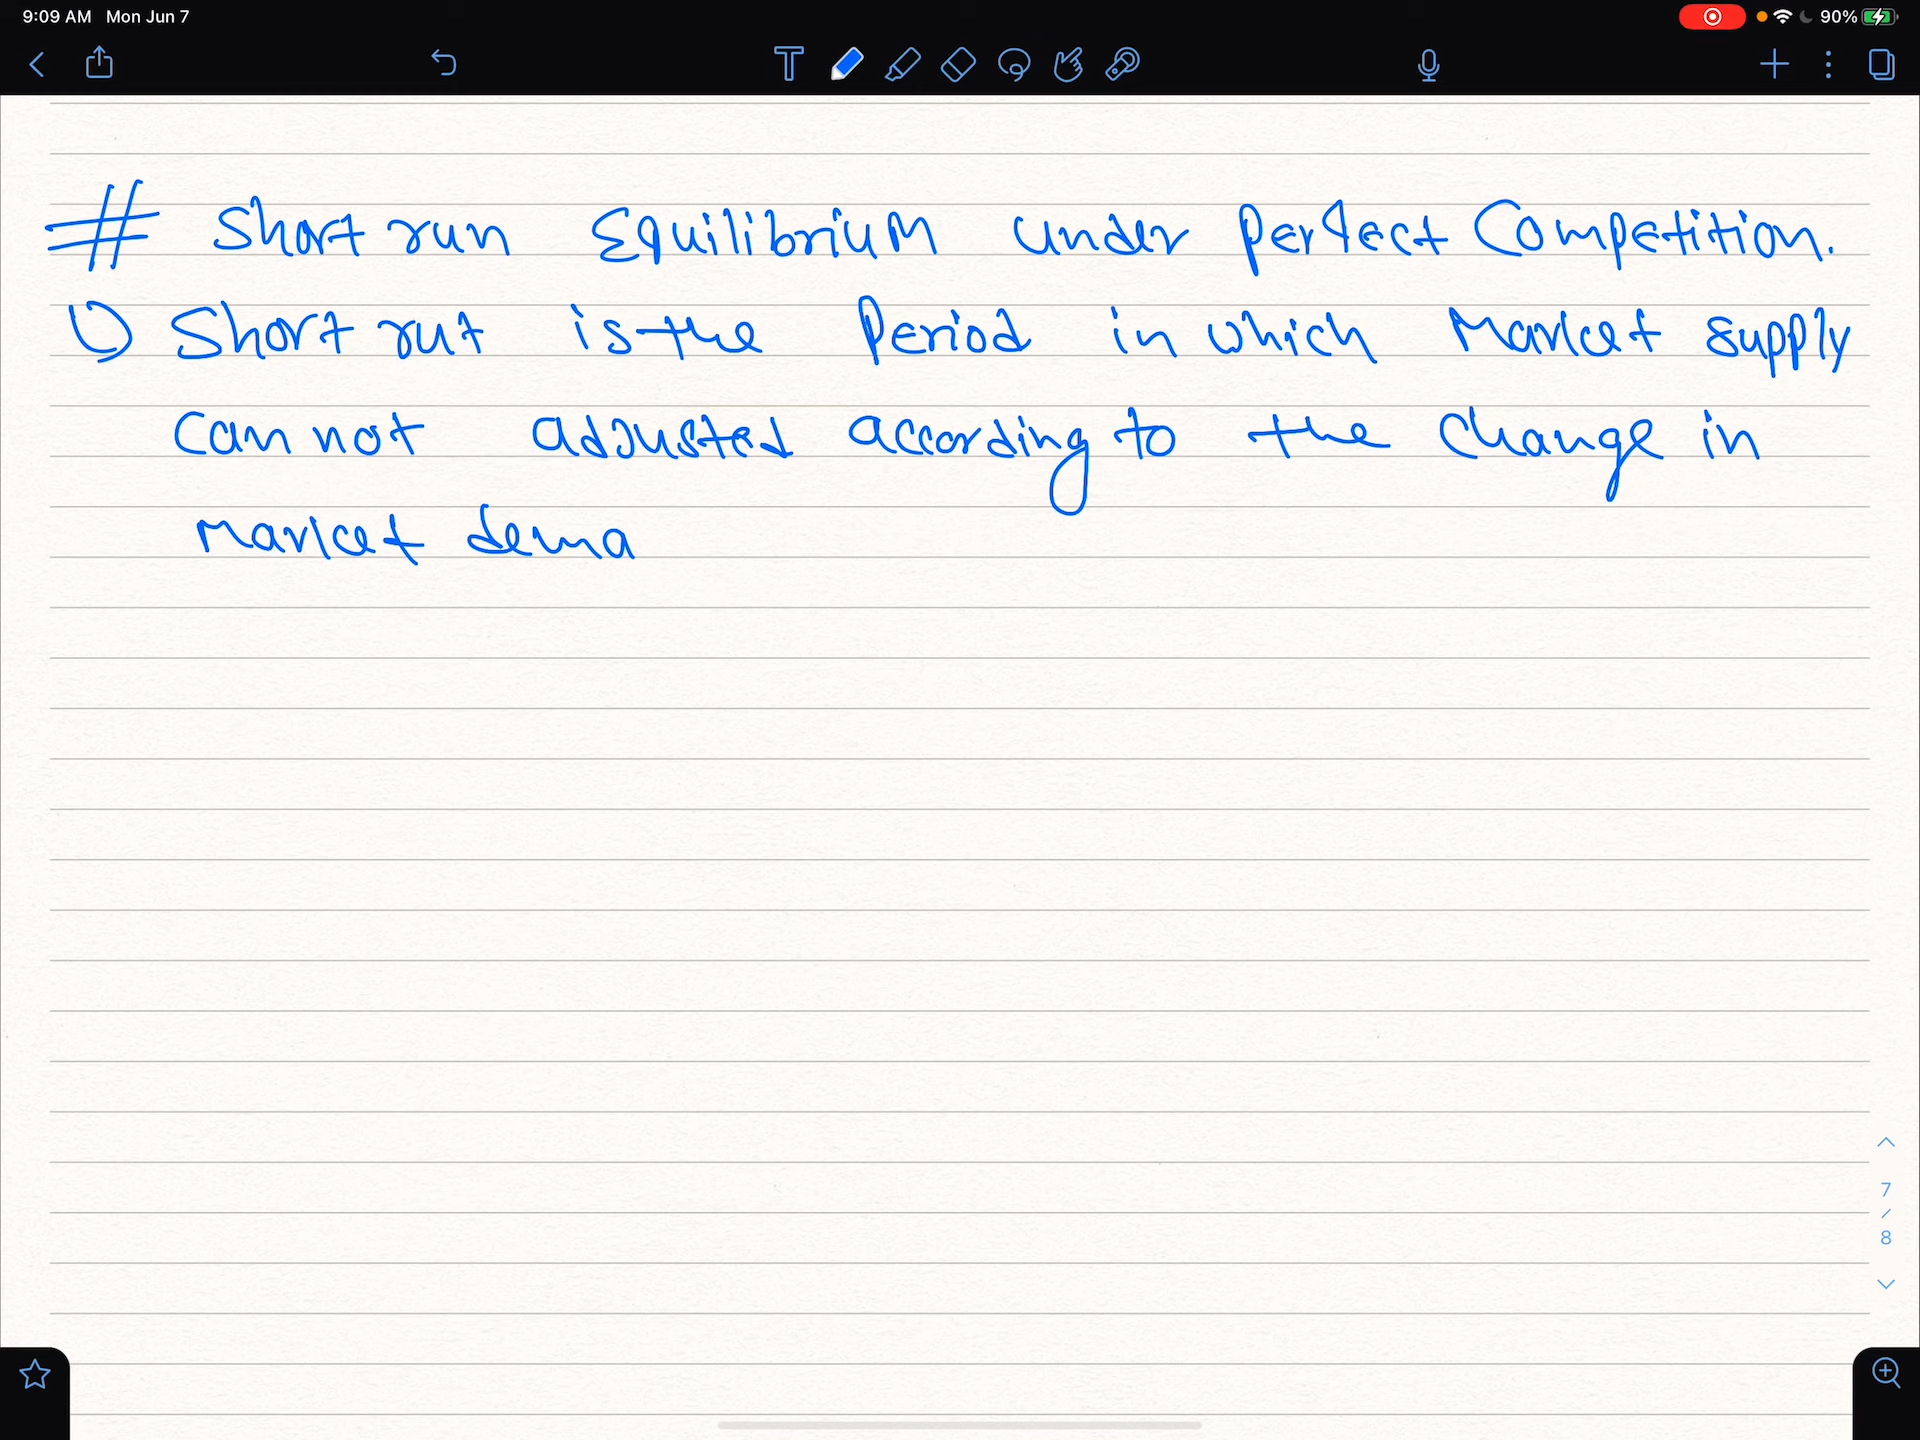 9:09 AM Mon Jun 7
90%
T
# Short run Equilibrium under Perfect Competition.
1) Short rut is the Period in which Market supply
can not adjusted according to the change in
Market dema
7
/
8